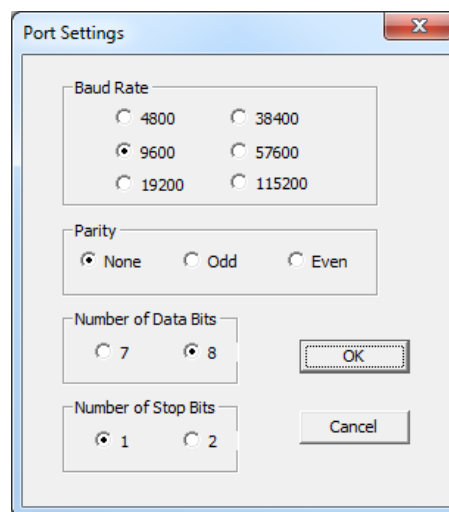 Port Settings
Baud Rate
4800 38400
9600 57600
19200 115200
Parity
None Odd Even
Number of Data Bits
7 8
OK
Number of Stop Bits
1 2
Cancel